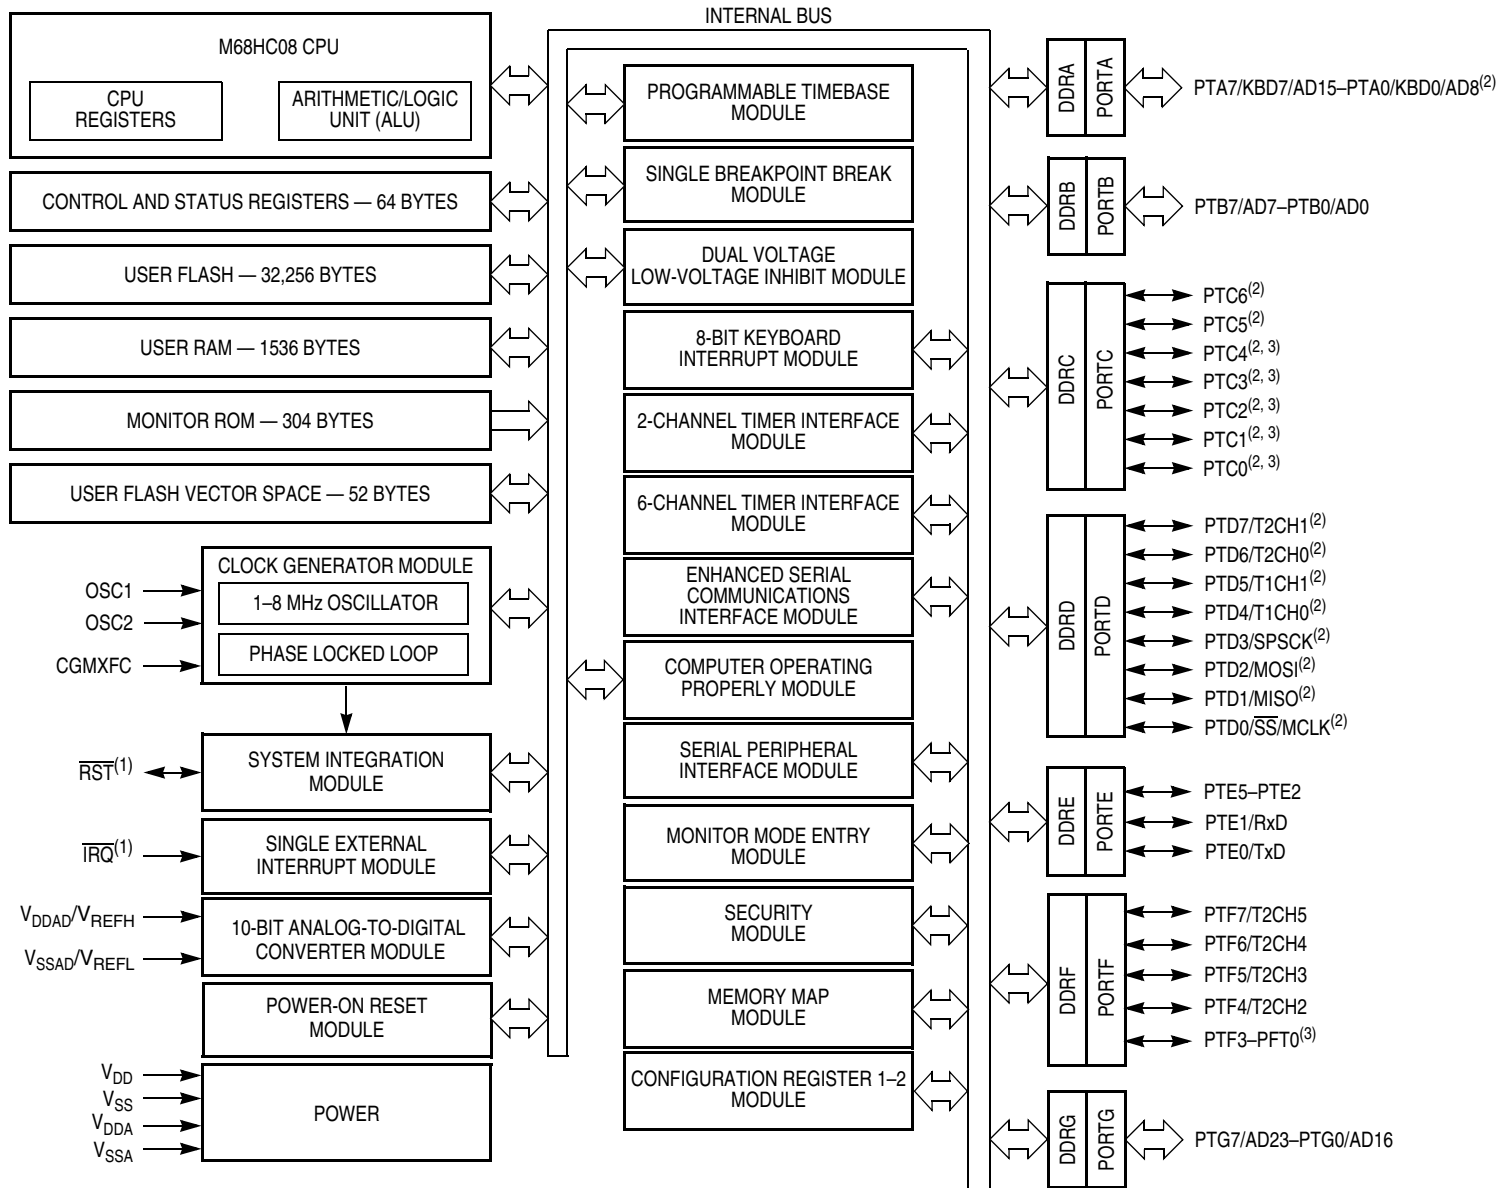 INTERNAL BUS
M68HC08 CPU
CPU
REGISTERS
ARITHMETIC/LOGIC
UNIT (ALU)
CONTROL AND STATUS REGISTERS — 64 BYTES
USER FLASH — 32,256 BYTES
USER RAM — 1536 BYTES
MONITOR ROM — 304 BYTES
USER FLASH VECTOR SPACE — 52 BYTES
CLOCK GENERATOR MODULE
1–8 MHz OSCILLATOR
PHASE LOCKED LOOP
OSC1
OSC2
CGMXFC
SYSTEM INTEGRATION
MODULE
RST(1)
SINGLE EXTERNAL
INTERRUPT MODULE
IRQ(1)
10-BIT ANALOG-TO-DIGITAL
CONVERTER MODULE
VDDAD/VREFH
VSSAD/VREFL
POWER-ON RESET
MODULE
POWER
VDD
VSS
VDDA
VSSA
PROGRAMMABLE TIMEBASE
MODULE
SINGLE BREAKPOINT BREAK
MODULE
DUAL VOLTAGE
LOW-VOLTAGE INHIBIT MODULE
8-BIT KEYBOARD
INTERRUPT MODULE
2-CHANNEL TIMER INTERFACE
MODULE
6-CHANNEL TIMER INTERFACE
MODULE
ENHANCED SERIAL
COMMUNICATIONS
INTERFACE MODULE
COMPUTER OPERATING
PROPERLY MODULE
SERIAL PERIPHERAL
INTERFACE MODULE
MONITOR MODE ENTRY
MODULE
SECURITY
MODULE
MEMORY MAP
MODULE
CONFIGURATION REGISTER 1–2
MODULE
DDRA
PORTA
PTA7/KBD7/AD15–PTA0/KBD0/AD8(2)
DDRB
PORTB
PTB7/AD7–PTB0/AD0
DDRC
PORTC
PTC6(2)
PTC5(2)
PTC4(2, 3)
PTC3(2, 3)
PTC2(2, 3)
PTC1(2, 3)
PTC0(2, 3)
DDRD
PORTD
PTD7/T2CH1(2)
PTD6/T2CH0(2)
PTD5/T1CH1(2)
PTD4/T1CH0(2)
PTD3/SPSCK(2)
PTD2/MOSI(2)
PTD1/MISO(2)
PTD0/SS/MCLK(2)
DDRE
PORTE
PTE5–PTE2
PTE1/RxD
PTE0/TxD
DDRF
PORTF
PTF7/T2CH5
PTF6/T2CH4
PTF5/T2CH3
PTF4/T2CH2
PTF3–PFT0(3)
DDRG
PORTG
PTG7/AD23–PTG0/AD16